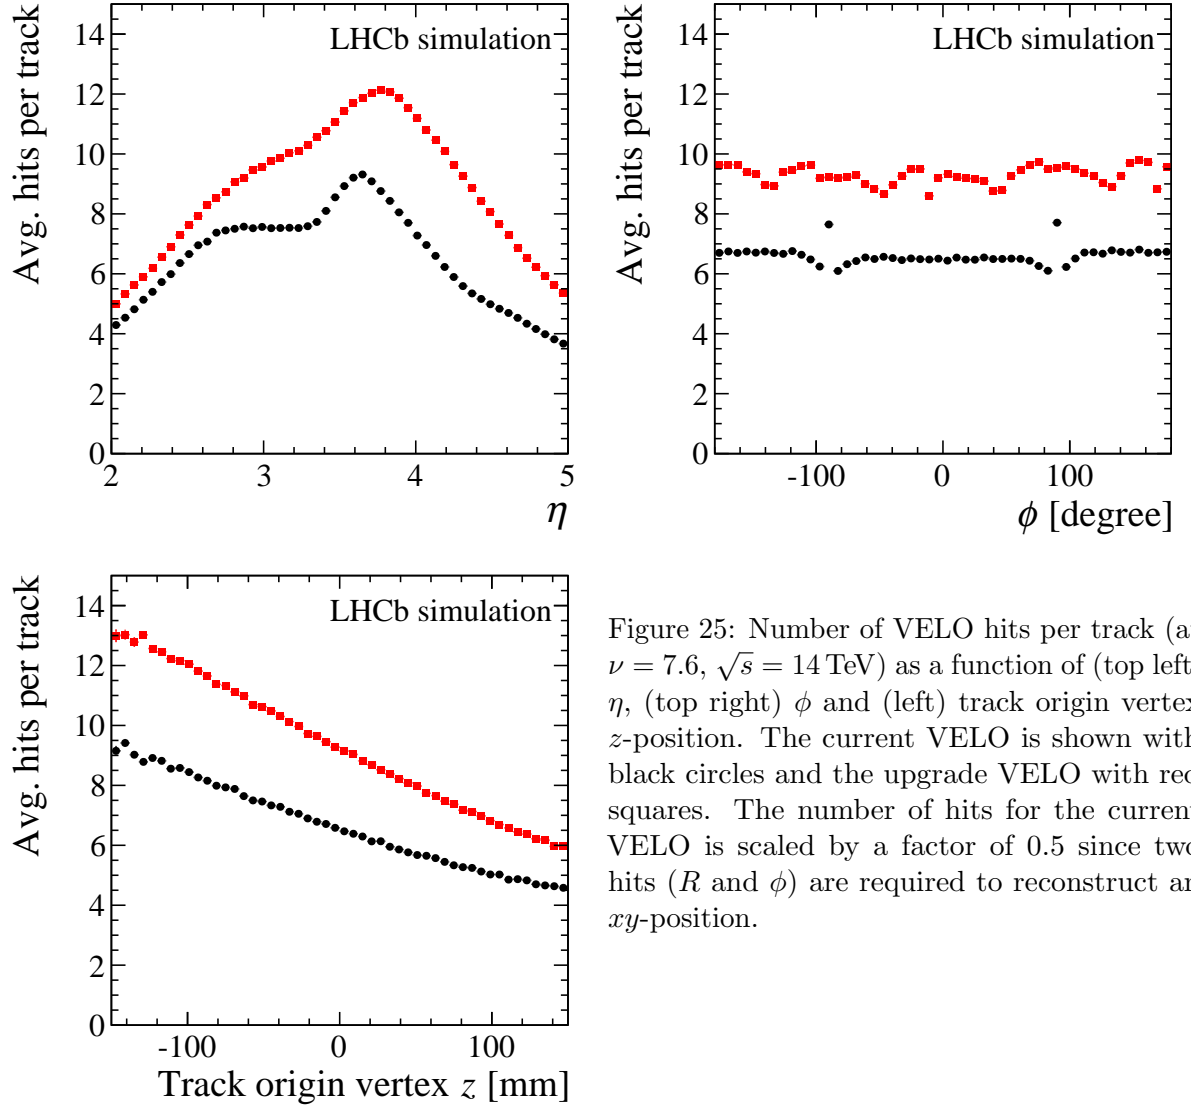 Avg. hits per track
14
12
10
8
6
4
2
0
LHCb simulation
2 3 4 5
η
Avg. hits per track
14
12
10
8
6
4
2
0
LHCb simulation
-100 0 100
ϕ [degree]
Avg. hits per track
14
12
10
8
6
4
2
0
LHCb simulation
-100 0 100
Track origin vertex z [mm]
Figure 25: Number of VELO hits per track (a
ν = 7.6, √s = 14 TeV) as a function of (top left
η, (top right) ϕ and (left) track origin vertex
z-position. The current VELO is shown with
black circles and the upgrade VELO with re
squares. The number of hits for the current
VELO is scaled by a factor of 0.5 since two
hits (R and ϕ) are required to reconstruct an
xy-position.